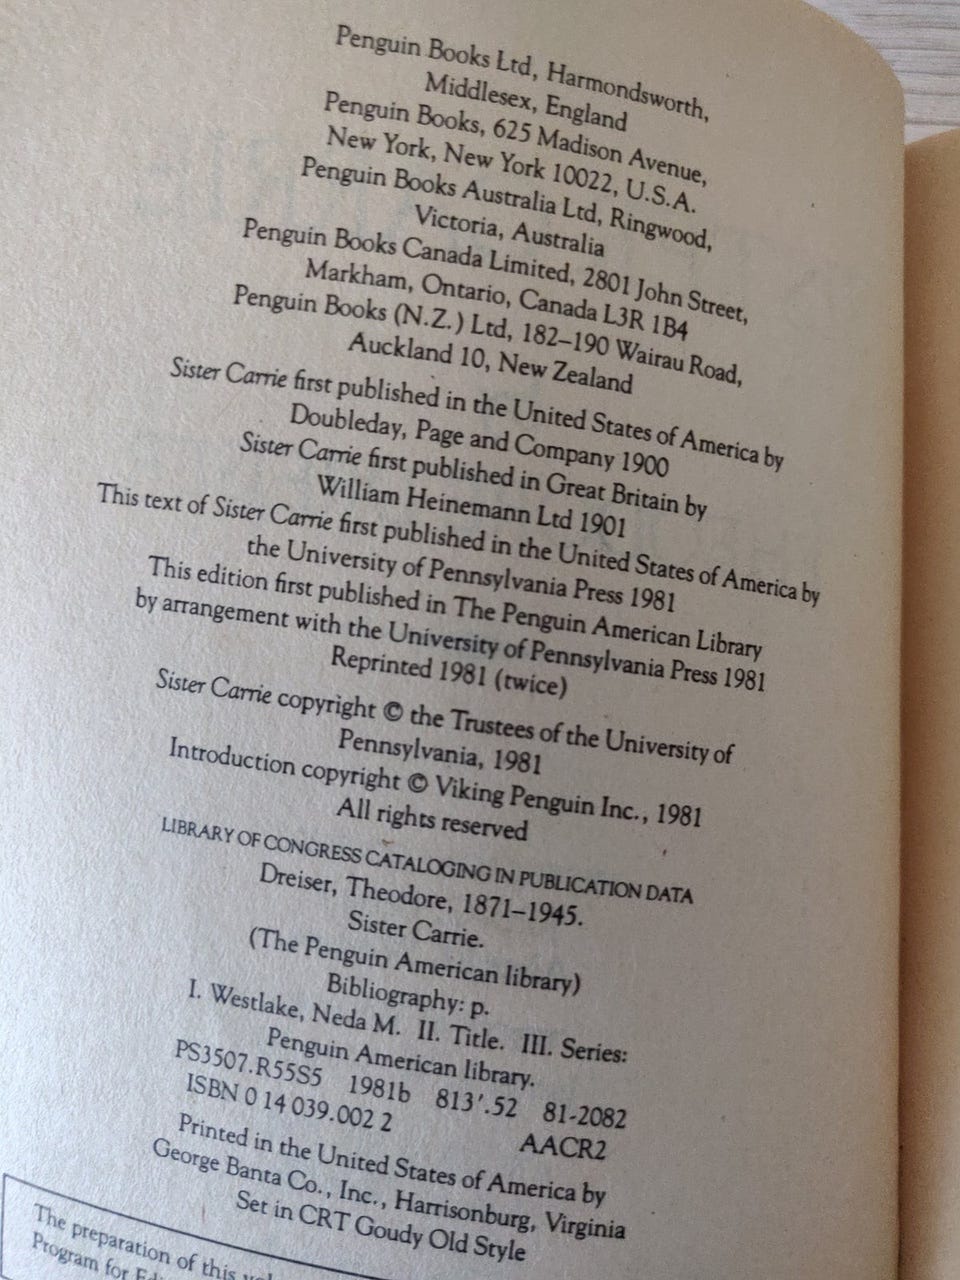 Penguin Books Ltd, Harmondsworth,
Middlesex, England
Penguin Books, 625 Madison Avenue,
New York, New York 10022, U.S.A.
Penguin Books Australia Ltd, Ringwood,
Victoria, Australia
Penguin Books Canada Limited, 2801 John Street,
Markham, Ontario, Canada L3R 1B4
Penguin Books (N.Z.) Ltd, 182–190 Wairau Road,
Auckland 10, New Zealand
Sister Carrie first published in the United States of America by
Doubleday, Page and Company 1900
Sister Carrie first published in Great Britain by
William Heinemann Ltd 1901
This text of Sister Carrie first published in the United States of America by
the University of Pennsylvania Press 1981
This edition first published in The Penguin American Library
by arrangement with the University of Pennsylvania Press 1981
Reprinted 1981 (twice)
Sister Carrie copyright © the Trustees of the University of
Pennsylvania, 1981
Introduction copyright © Viking Penguin Inc., 1981
All rights reserved
LIBRARY OF CONGRESS CATALOGING IN PUBLICATION DATA
Dreiser, Theodore, 1871–1945.
Sister Carrie.
(The Penguin American library)
Bibliography: p.
I. Westlake, Neda M. II. Title. III. Series:
Penguin American library.
PS3507.R55S5 1981b 813′.52 81-2082
ISBN 0 14 039.002 2 AACR2
Printed in the United States of America by
George Banta Co., Inc., Harrisonburg, Virginia
Set in CRT Goudy Old Style
The preparation of this
Program for